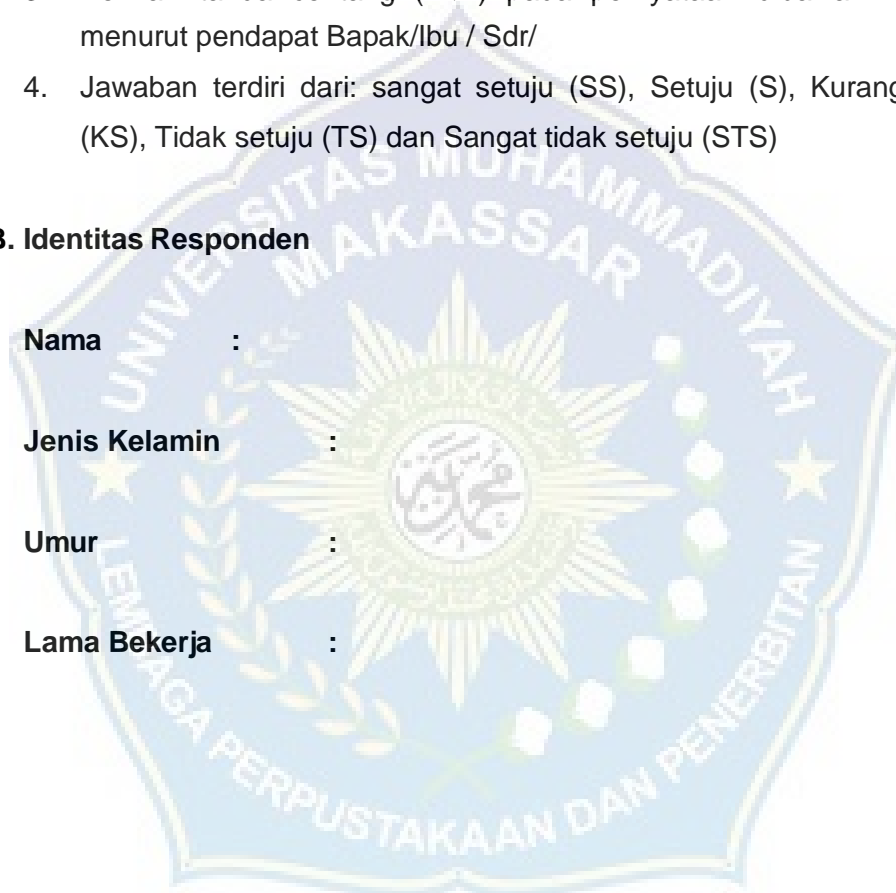 menurut pendapat Bapak/Ibu / Sdr/
4. Jawaban terdiri dari: sangat setuju (SS), Setuju (S), Kurang
(KS), Tidak setuju (TS) dan Sangat tidak setuju (STS)
. Identitas Responden
Nama :
Jenis Kelamin :
Umur :
Lama Bekerja :
UNIVERSITAS MUHAMMADIYAH
MAKASSAR
LEMBAGA PERPUSTAKAAN DAN PENERBITAN